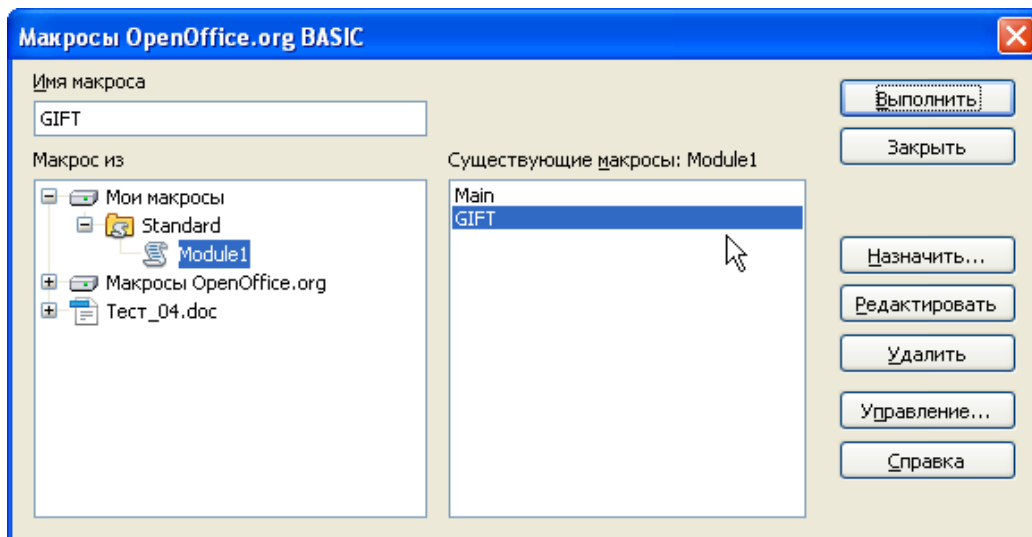 Макросы OpenOffice.org BASIC
Имя макроса
GIFT
Макрос из
Мои макросы
Standard
Module1
Макросы OpenOffice.org
Тест_04.doc
Существующие макросы: Module1
Main
GIFT
Выполнить
Закрыть
Назначить...
Редактировать
Удалить
Управление...
Справка